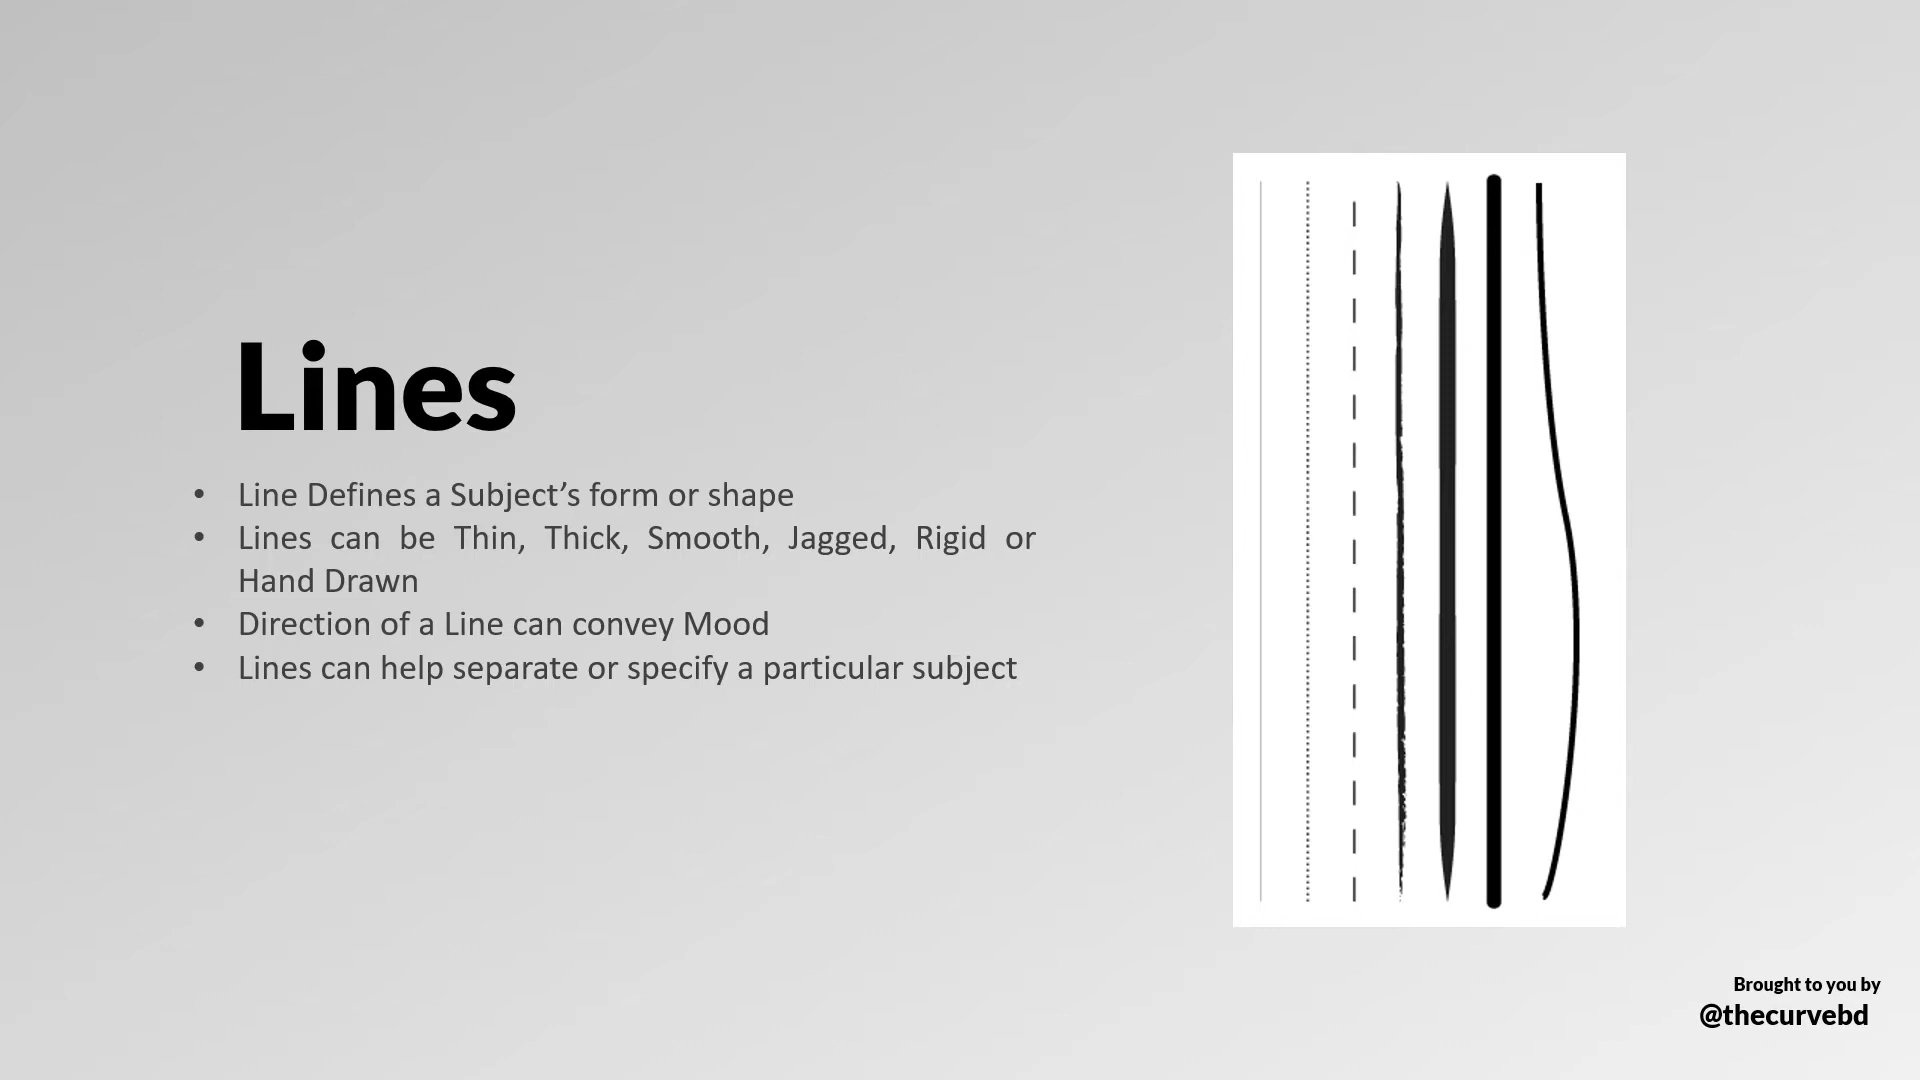 Lines
• Line Defines a Subject’s form or shape
• Lines can be Thin, Thick, Smooth, Jagged, Rigid or
Hand Drawn
• Direction of a Line can convey Mood
• Lines can help separate or specify a particular subject
Brought to you by
@thecurvebd